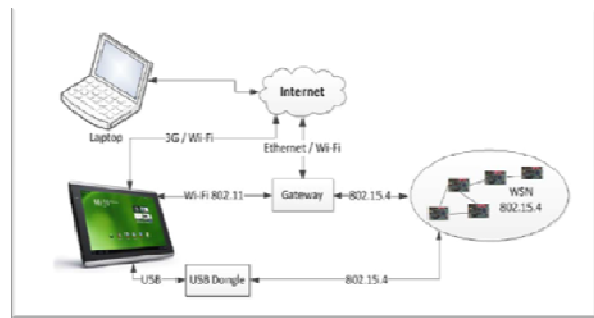 Internet
Laptop
3G / Wi-Fi
Ethernet / Wi-Fi
Wi-Fi 802.11
Gateway
802.15.4
WSN
802.15.4
USB
USB Dongle
802.15.4